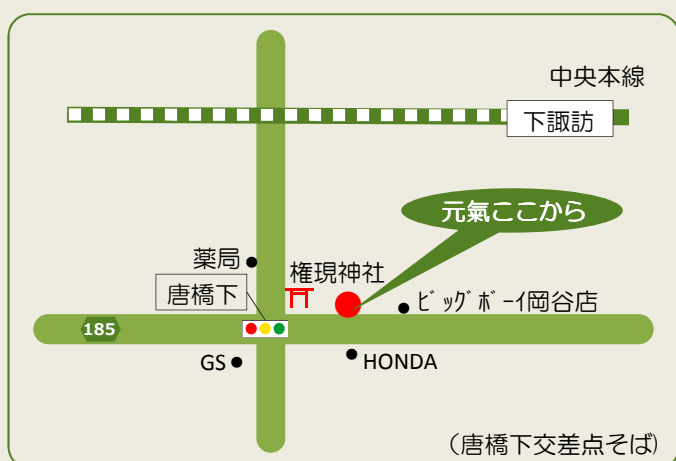 中央本線
下諏訪
元氣ここから
薬局
権現神社
唐橋下
ビッグボーイ岡谷店
185
GS
HONDA
(唐橋下交差点そば)